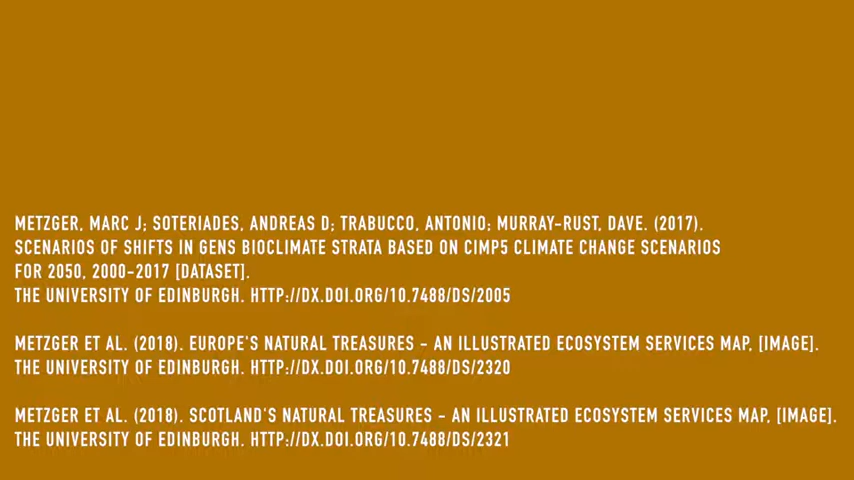 METZGER, MARC J; SOTERIADES, ANDREAS D; TRABUCCO, ANTONIO; MURRAY-RUST, DAVE. (2017).
SCENARIOS OF SHIFTS IN GENS BIOCLIMATE STRATA BASED ON CIMP5 CLIMATE CHANGE SCENARIOS
FOR 2050, 2000-2017 [DATASET].
THE UNIVERSITY OF EDINBURGH. HTTP://DX.DOI.ORG/10.7488/DS/2005
METZGER ET AL. (2018). EUROPE'S NATURAL TREASURES - AN ILLUSTRATED ECOSYSTEM SERVICES MAP, [IMAGE].
THE UNIVERSITY OF EDINBURGH. HTTP://DX.DOI.ORG/10.7488/DS/2320
METZGER ET AL. (2018). SCOTLAND'S NATURAL TREASURES - AN ILLUSTRATED ECOSYSTEM SERVICES MAP, [IMAGE].
THE UNIVERSITY OF EDINBURGH. HTTP://DX.DOI.ORG/10.7488/DS/2321